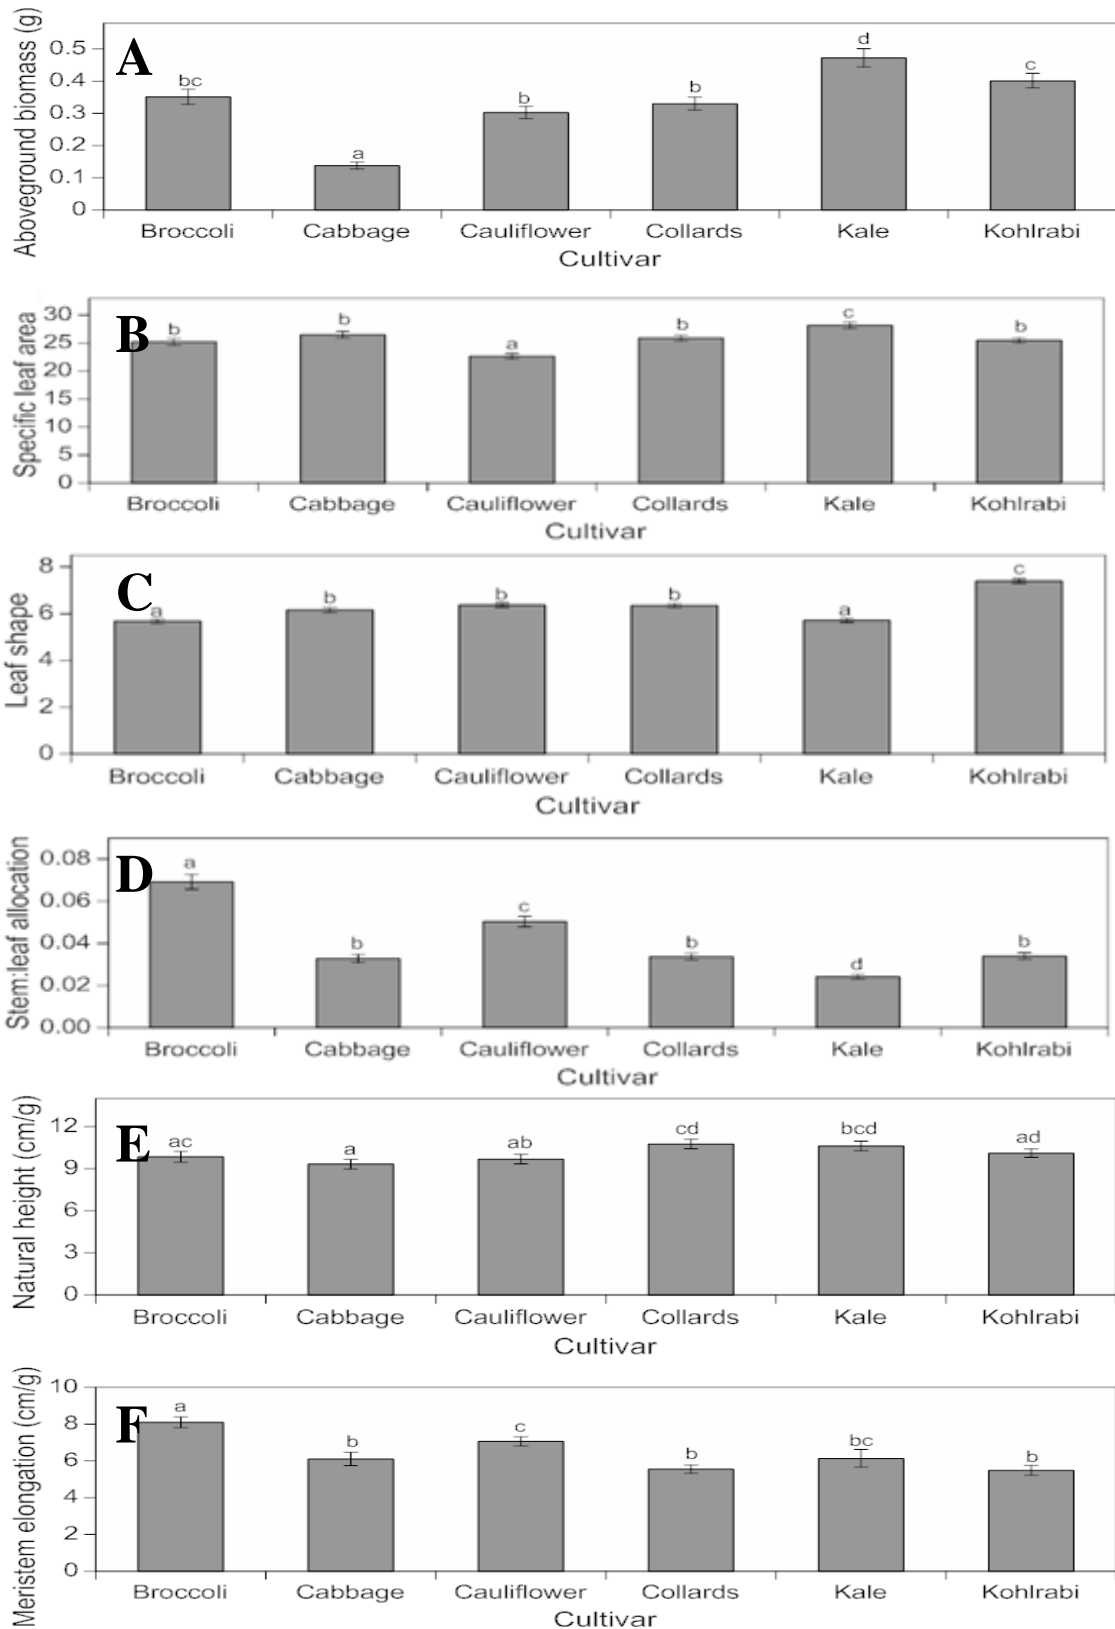 Aboveground biomass (g)
A
0.5
0.4
0.3
0.2
0.1
0
bc
a
b
b
d
c
Broccoli Cabbage Cauliflower Collards Kale Kohlrabi
Cultivar
Specific leaf area
B
30
25
20
15
10
5
0
b
b
a
b
c
b
Broccoli Cabbage Cauliflower Collards Kale Kohlrabi
Cultivar
Leaf shape
C
8
6
4
2
0
a
b
b
b
a
c
Broccoli Cabbage Cauliflower Collards Kale Kohlrabi
Cultivar
Stem:leaf allocation
D
0.08
0.06
0.04
0.02
0.00
a
b
c
b
d
b
Broccoli Cabbage Cauliflower Collards Kale Kohlrabi
Cultivar
Natural height (cm/g)
E
12
9
6
3
0
ac
a
ab
cd
bcd
ad
Broccoli Cabbage Cauliflower Collards Kale Kohlrabi
Cultivar
Meristem elongation (cm/g)
F
10
8
6
4
2
0
a
b
c
b
bc
b
Broccoli Cabbage Cauliflower Collards Kale Kohlrabi
Cultivar